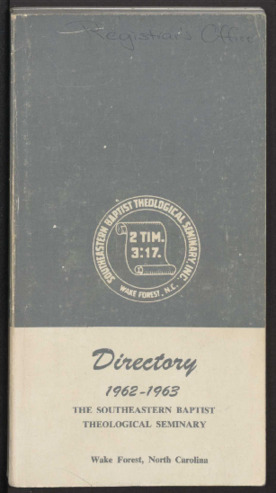 Registrar's Office
SOUTHEASTERN BAPTIST THEOLOGICAL SEMINARY, INC.
2 TIM.
3:17.
WAKE FOREST, N.C.
Directory
1962-1963
THE SOUTHEASTERN BAPTIST
THEOLOGICAL SEMINARY
Wake Forest, North Carolina